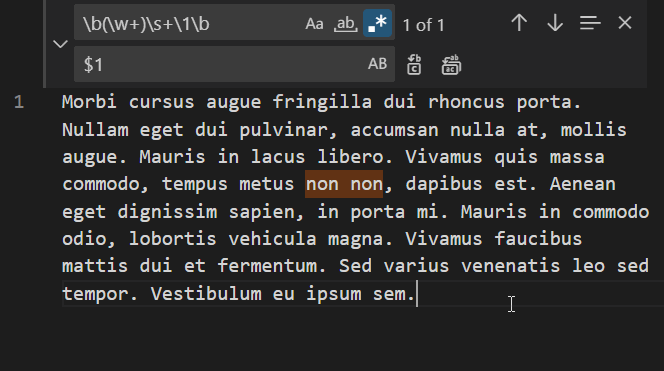 \b(\w+)\s+\1\b Aa ab .* 1 of 1
$1 AB
1 Morbi cursus augue fringilla dui rhoncus porta.
Nullam eget dui pulvinar, accumsan nulla at, mollis
augue. Mauris in lacus libero. Vivamus quis massa
commodo, tempus metus non non, dapibus est. Aenean
eget dignissim sapien, in porta mi. Mauris in commodo
odio, lobortis vehicula magna. Vivamus faucibus
mattis dui et fermentum. Sed varius venenatis leo sed
tempor. Vestibulum eu ipsum sem.